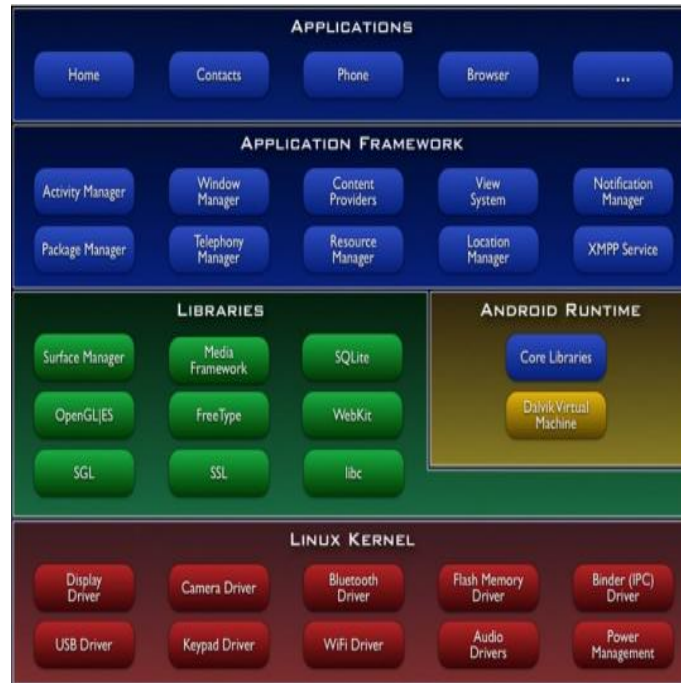 APPLICATIONS
Home
Contacts
Phone
Browser
...
APPLICATION FRAMEWORK
Activity Manager
Window
Manager
Content
Providers
View
System
Notification
Manager
Package Manager
Telephony
Manager
Resource
Manager
Location
Manager
XMPP Service
LIBRARIES
Surface Manager
Media
Framework
SQLite
OpenGL|ES
FreeType
WebKit
SGL
SSL
libc
ANDROID RUNTIME
Core Libraries
Dalvik Virtual
Machine
LINUX KERNEL
Display
Driver
Camera Driver
Bluetooth
Driver
Flash Memory
Driver
Binder (IPC)
Driver
USB Driver
Keypad Driver
WiFi Driver
Audio
Drivers
Power
Management